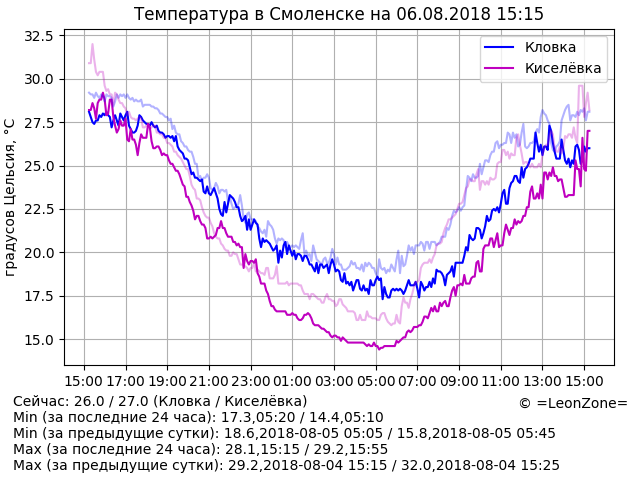 Температура в Смоленске на 06.08.2018 15:15
32.5
30.0
27.5
25.0
22.5
20.0
17.5
15.0
градусов Цельсия, °C
Кловка
Киселёвка
15:00 17:00 19:00 21:00 23:00 01:00 03:00 05:00 07:00 09:00 11:00 13:00 15:00
Сейчас: 26.0 / 27.0 (Кловка / Киселёвка)
© =LeonZone=
Min (за последние 24 часа): 17.3,05:20 / 14.4,05:10
Min (за предыдущие сутки): 18.6,2018-08-05 05:05 / 15.8,2018-08-05 05:45
Max (за последние 24 часа): 28.1,15:15 / 29.2,15:55
Max (за предыдущие сутки): 29.2,2018-08-04 15:15 / 32.0,2018-08-04 15:25